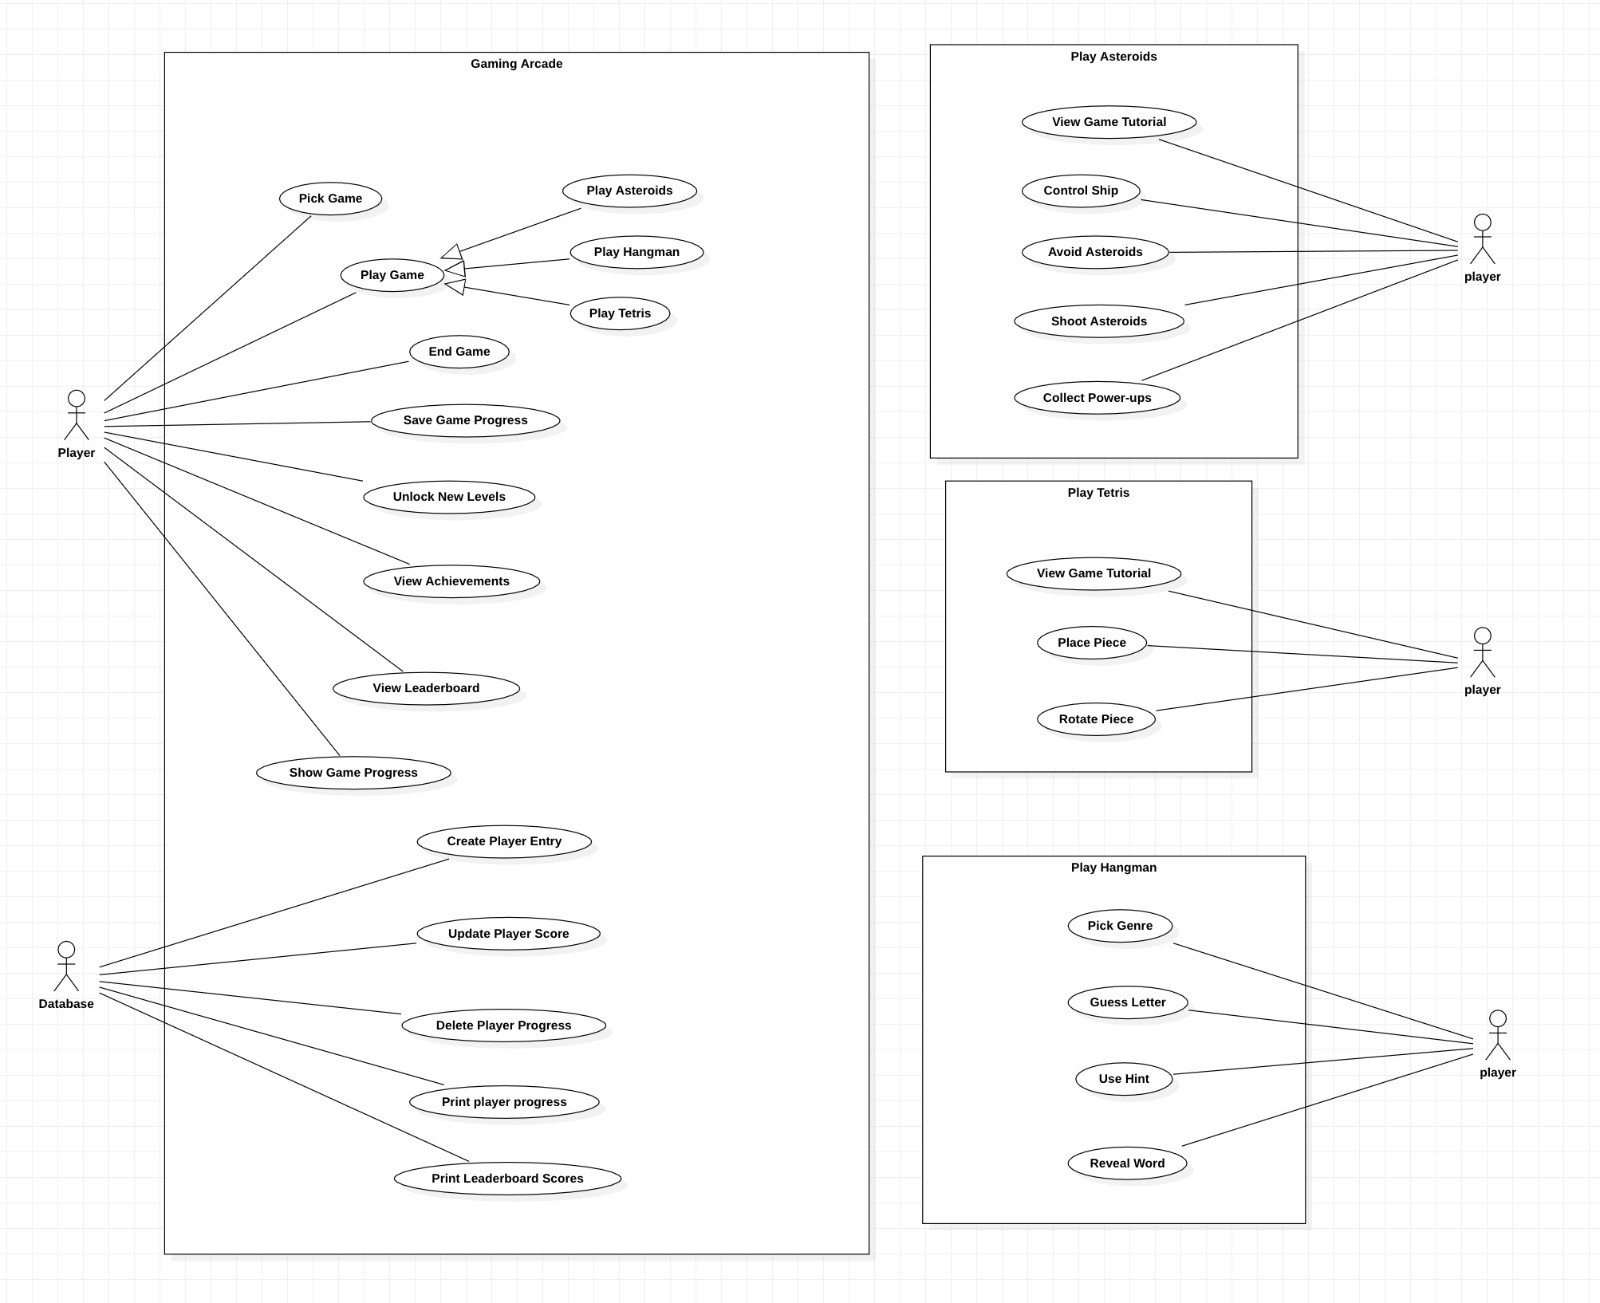 Gaming Arcade
Pick Game
Play Asteroids
Play Hangman
Play Game
Play Tetris
End Game
Save Game Progress
Player
Unlock New Levels
View Achievements
View Leaderboard
Show Game Progress
Create Player Entry
Update Player Score
Database
Delete Player Progress
Print player progress
Print Leaderboard Scores
Play Asteroids
View Game Tutorial
Control Ship
Avoid Asteroids
player
Shoot Asteroids
Collect Power-ups
Play Tetris
View Game Tutorial
Place Piece
player
Rotate Piece
Play Hangman
Pick Genre
Guess Letter
Use Hint
player
Reveal Word